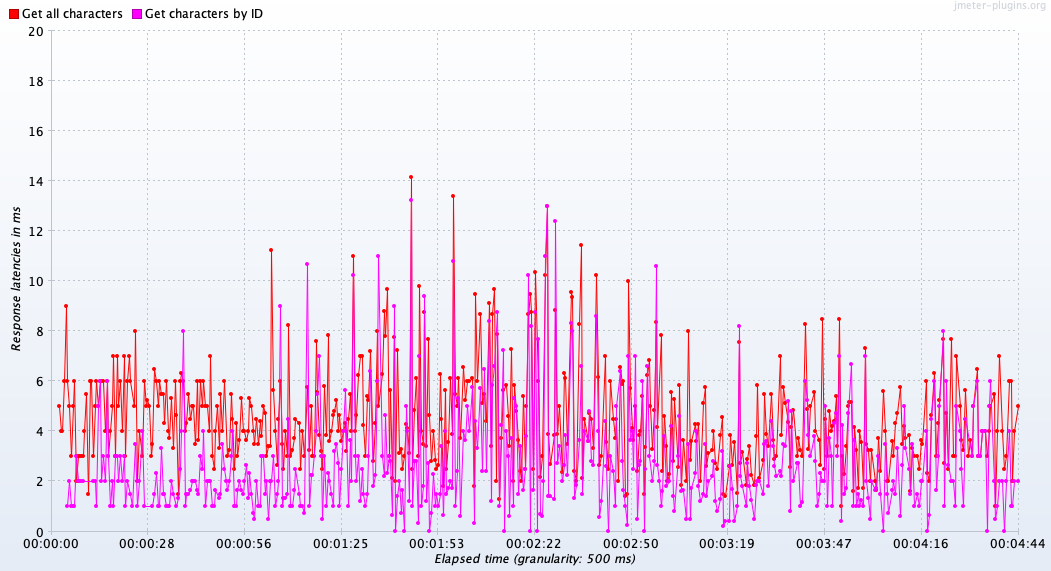 jmeter-plugins.org
Get all characters Get characters by ID
20
18
16
14
12
10
8
6
4
2
0
Response latencies in ms
00:00:00 00:00:28 00:00:56 00:01:25 00:01:53 00:02:22 00:02:50 00:03:19 00:03:47 00:04:16 00:04:44
Elapsed time (granularity: 500 ms)